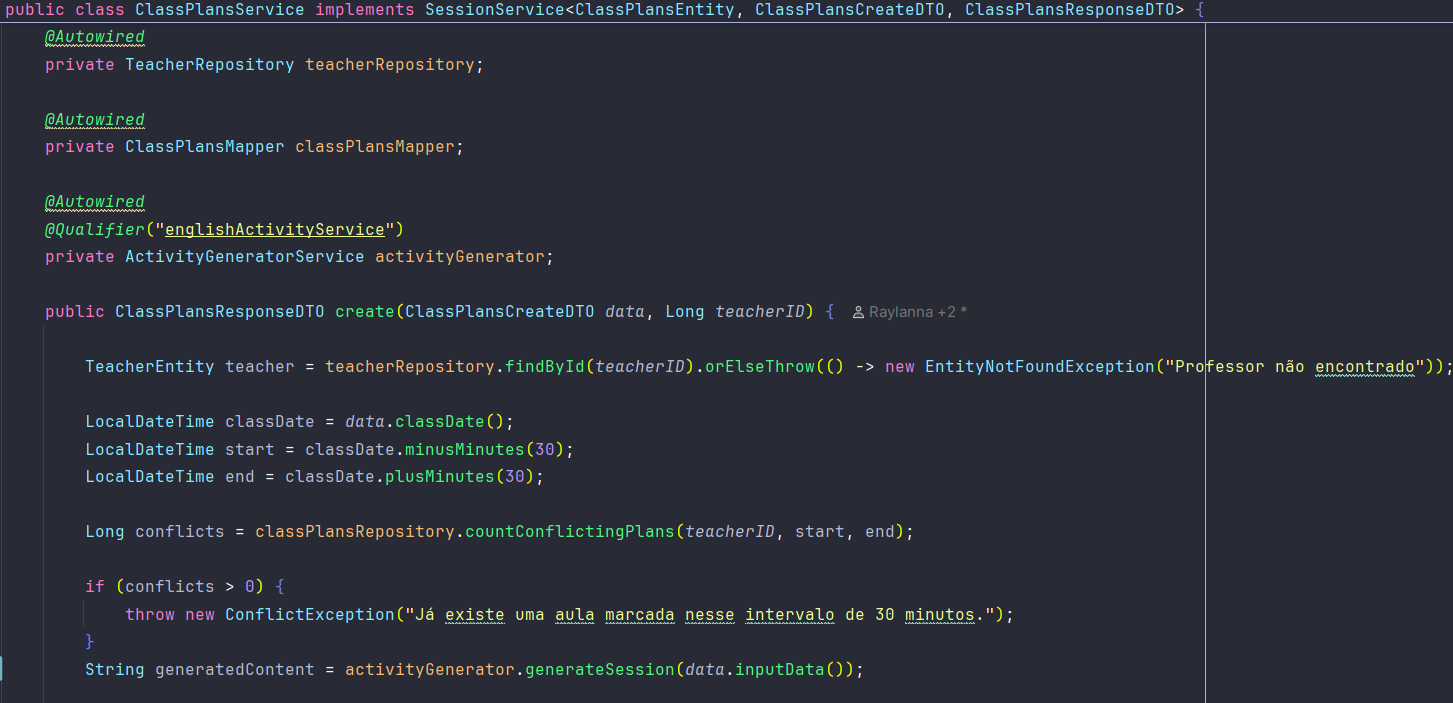 public class ClassPlansService implements SessionService<ClassPlansEntity, ClassPlansCreateDTO, ClassPlansResponseDTO> {
@Autowired
private TeacherRepository teacherRepository;
@Autowired
private ClassPlansMapper classPlansMapper;
@Autowired
@Qualifier("englishActivityService")
private ActivityGeneratorService activityGenerator;
public ClassPlansResponseDTO create(ClassPlansCreateDTO data, Long teacherID) { Raylanna +2 *
TeacherEntity teacher = teacherRepository.findById(teacherID).orElseThrow(() -> new EntityNotFoundException("Professor não encontrado"));
LocalDateTime classDate = data.classDate();
LocalDateTime start = classDate.minusMinutes(30);
LocalDateTime end = classDate.plusMinutes(30);
Long conflicts = classPlansRepository.countConflictingPlans(teacherID, start, end);
if (conflicts > 0) {
throw new ConflictException("Já existe uma aula marcada nesse intervalo de 30 minutos.");
}
String generatedContent = activityGenerator.generateSession(data.inputData());